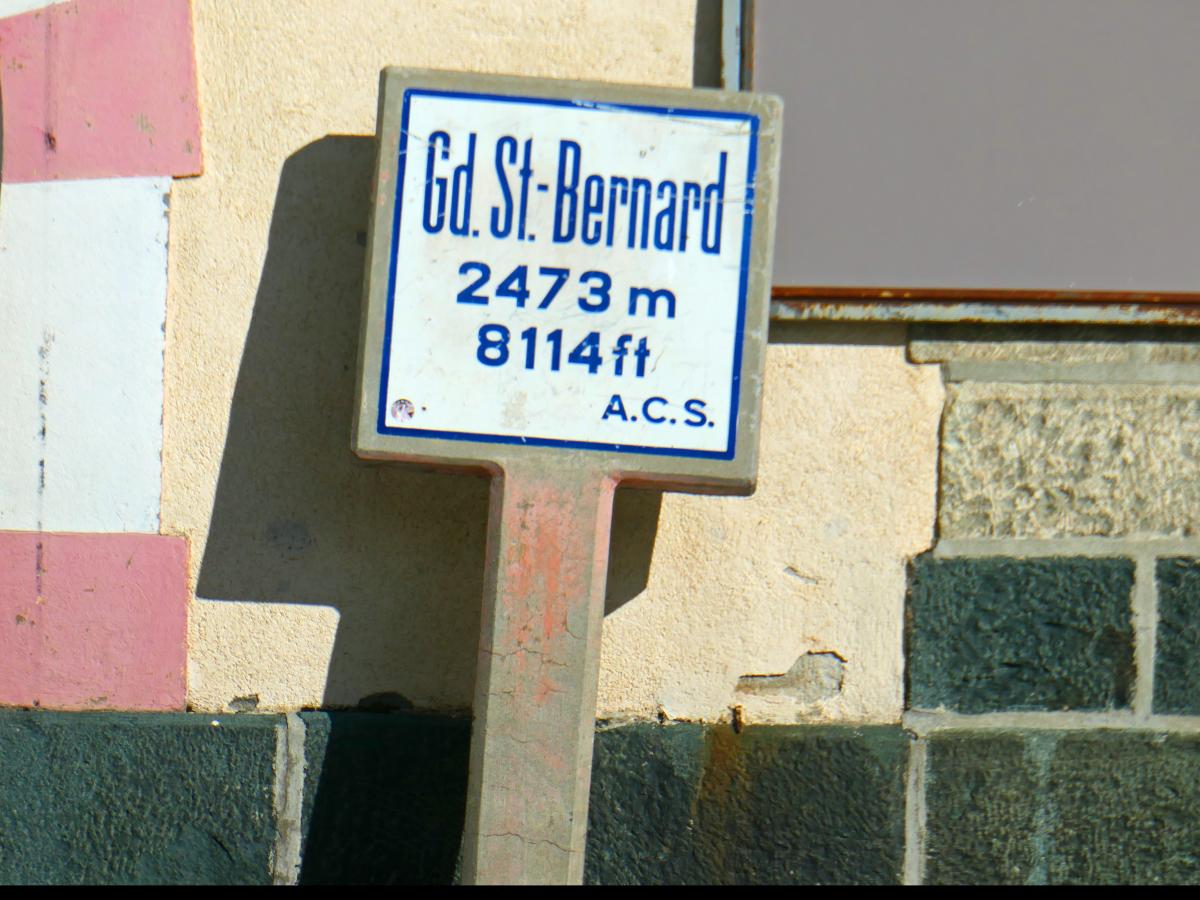 Gd. St-Bernard
2473 m
8114 ft
A.C.S.